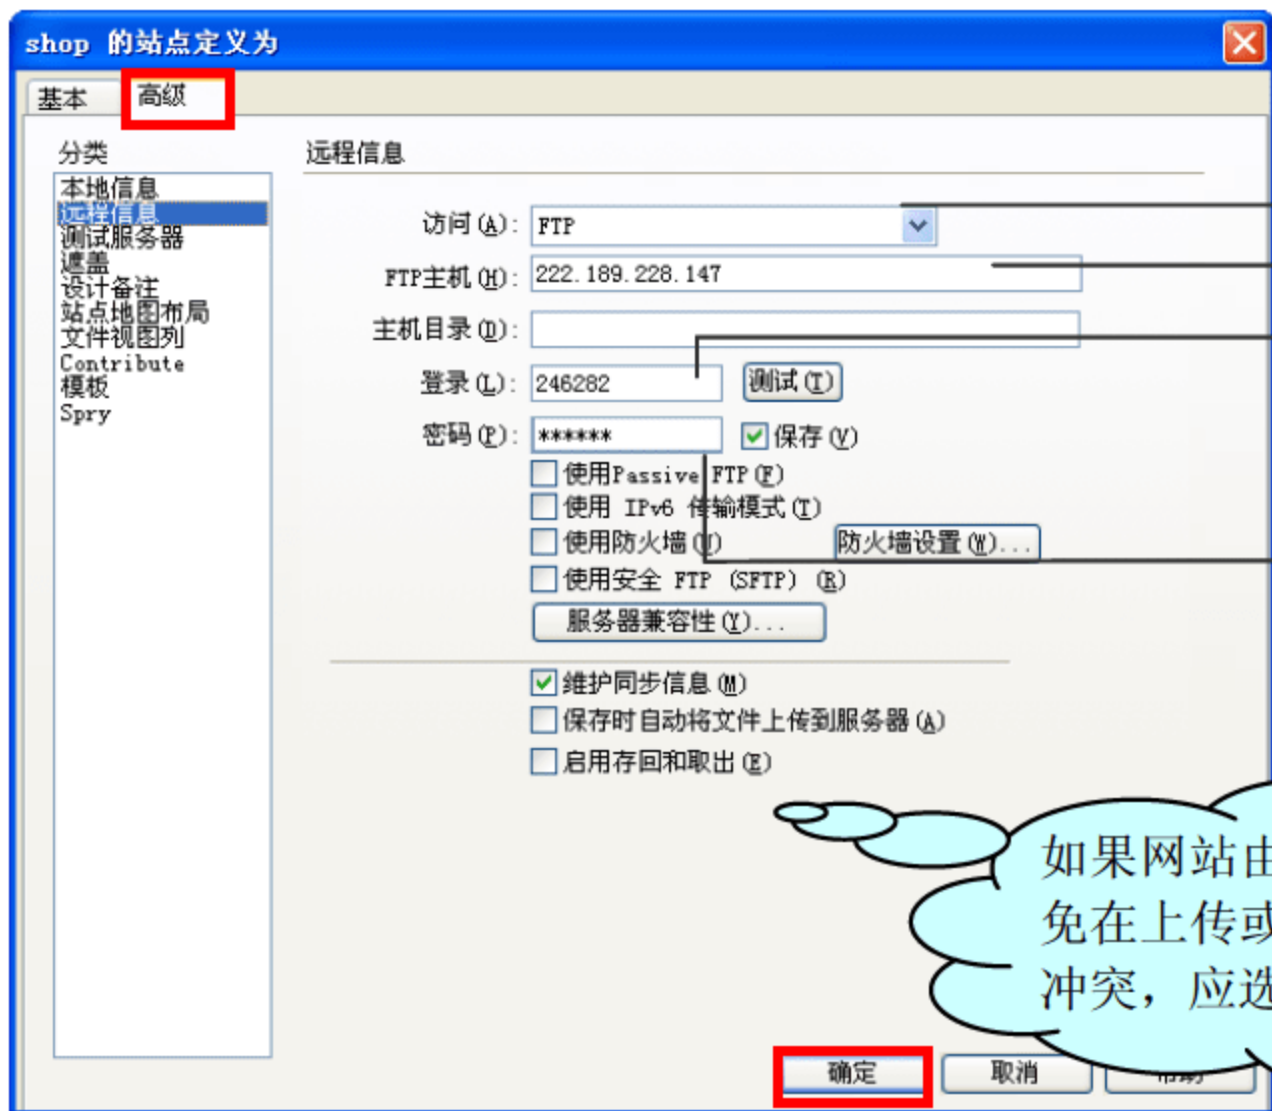 shop 的站点定义为
基本 高级
分类
本地信息
远程信息
测试服务器
遮盖
设计备注
站点地图布局
文件视图列
Contribute
模板
Spry
远程信息
访问(A): FTP
FTP主机(H): 222.189.228.147
主机目录(D):
登录(L): 246282 测试(T)
密码(P): ****** 保存(V)
使用Passive FTP(F)
使用 IPv6 传输模式(T)
使用防火墙(U) 防火墙设置(W)...
使用安全 FTP (SFTP) (R)
服务器兼容性(Y)...
维护同步信息(M)
保存时自动将文件上传到服务器(A)
启用存回和取出(E)
如果网站由
免在上传或
冲突，应选
确定 取消